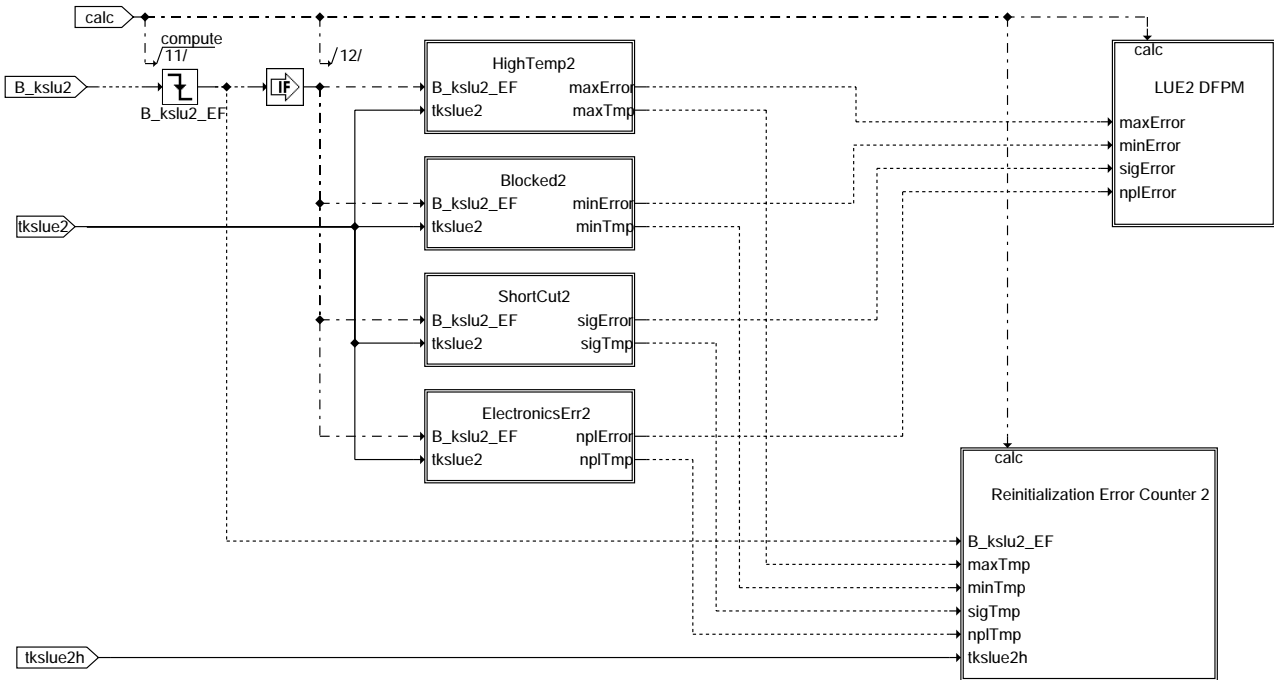 calc
compute
11/
/12/
B_kslu2
B_kslu2_EF
IF
HighTemp2
B_kslu2_EF maxError
tkslue2 maxTmp
calc
LUE2 DFPM
maxError
minError
sigError
nplError
Blocked2
B_kslu2_EF minError
tkslue2 minTmp
tkslue2
ShortCut2
B_kslu2_EF sigError
tkslue2 sigTmp
ElectronicsErr2
B_kslu2_EF nplError
tkslue2 nplTmp
calc
Reinitialization Error Counter 2
B_kslu2_EF
maxTmp
minTmp
sigTmp
nplTmp
tkslue2h
tkslue2h